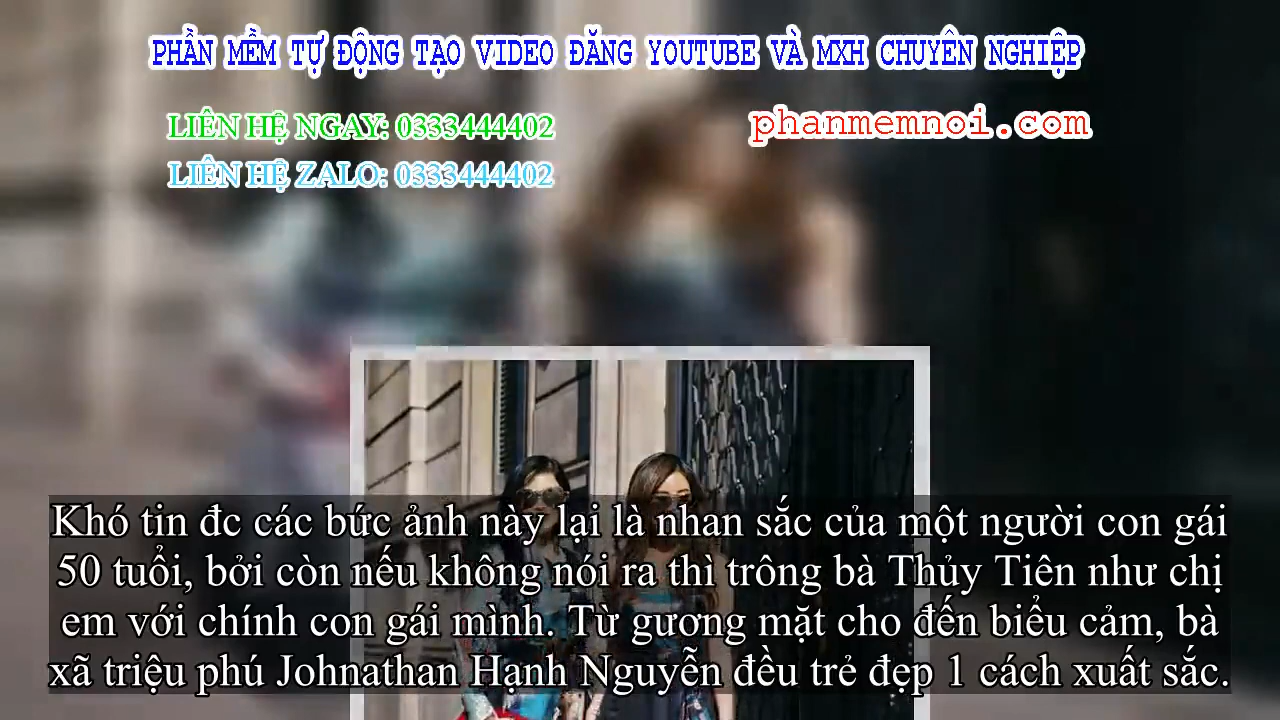 PHẦN MỀM TỰ ĐỘNG TẠO VIDEO ĐĂNG YOUTUBE VÀ MXH CHUYÊN NGHIỆP
LIÊN HỆ NGAY: 0333444402
phanmemnoi.com
LIÊN HỆ ZALO: 0333444402
Khó tin đc các bức ảnh này lại là nhan sắc của một người con gái
50 tuổi, bởi còn nếu không nói ra thì trông bà Thủy Tiên như chị
em với chính con gái mình. Từ gương mặt cho đến biểu cảm, bà
xã triệu phú Johnathan Hạnh Nguyễn đều trẻ đẹp 1 cách xuất sắc.